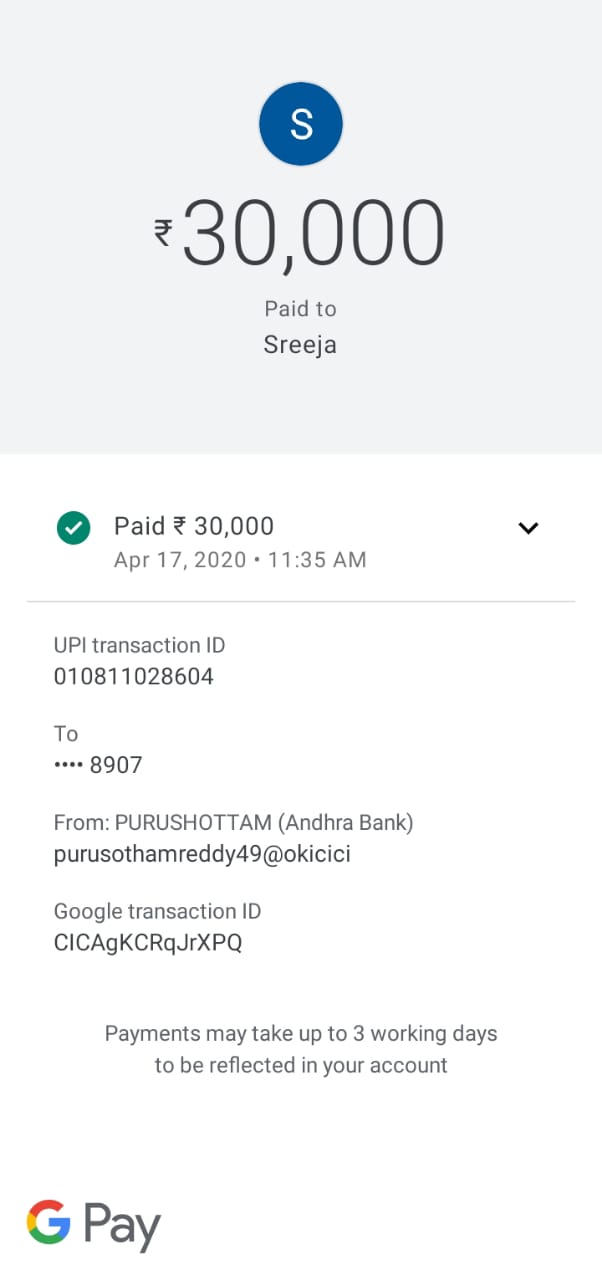 S
₹30,000
Paid to
Sreeja
Paid ₹ 30,000
Apr 17, 2020 • 11:35 AM
UPI transaction ID
010811028604
To
•••• 8907
From: PURUSHOTTAM (Andhra Bank)
purusothamreddy49@okicici
Google transaction ID
CICAgKCRqJrXPQ
Payments may take up to 3 working days
to be reflected in your account
G Pay